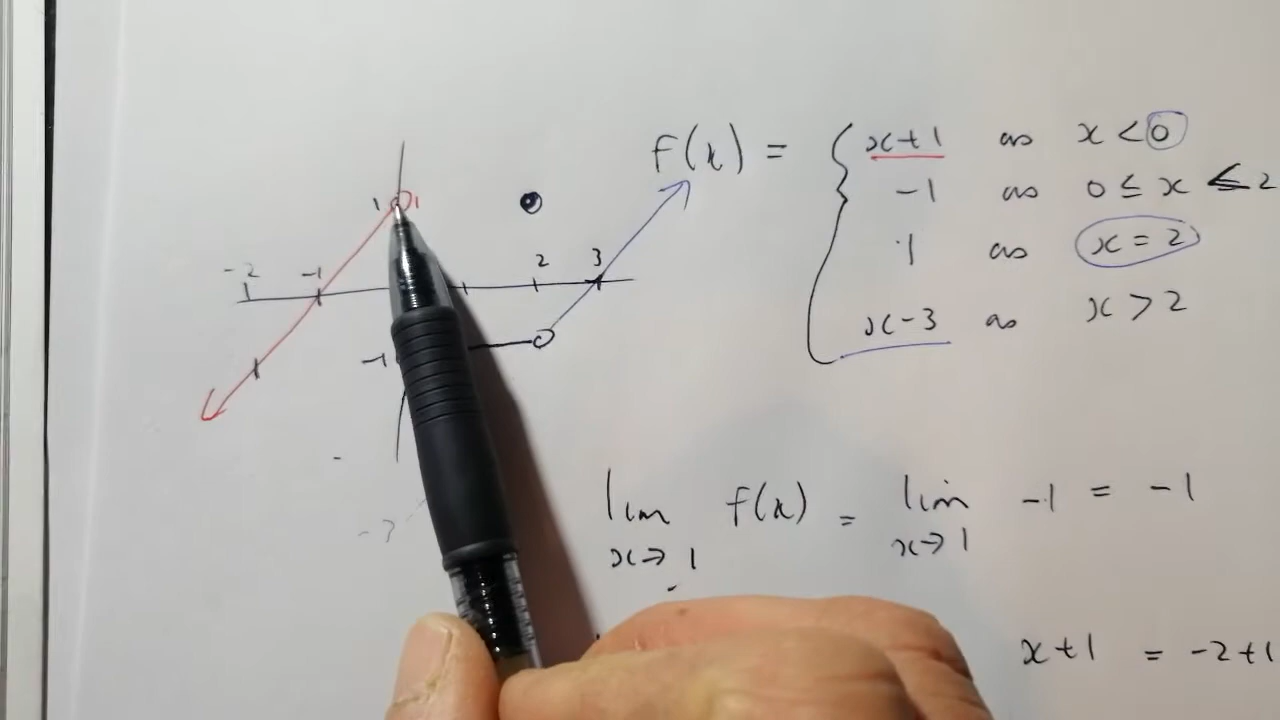 f(x) = { x+1 as x < 0
-1 as 0 ≤ x ≤ 2
1 as x = 2
x-3 as x > 2
1 1
-2 -1 2 3
-1
lim f(x) = lim -1 = -1
x→1 x→1
x+1 = -2+1